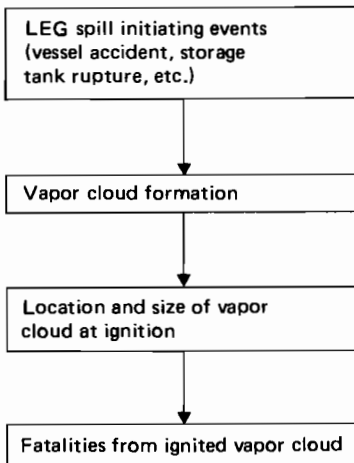 LEG spill initiating events
(vessel accident, storage
tank rupture, etc.)
Vapor cloud formation
Location and size of vapor
cloud at ignition
Fatalities from ignited vapor cloud